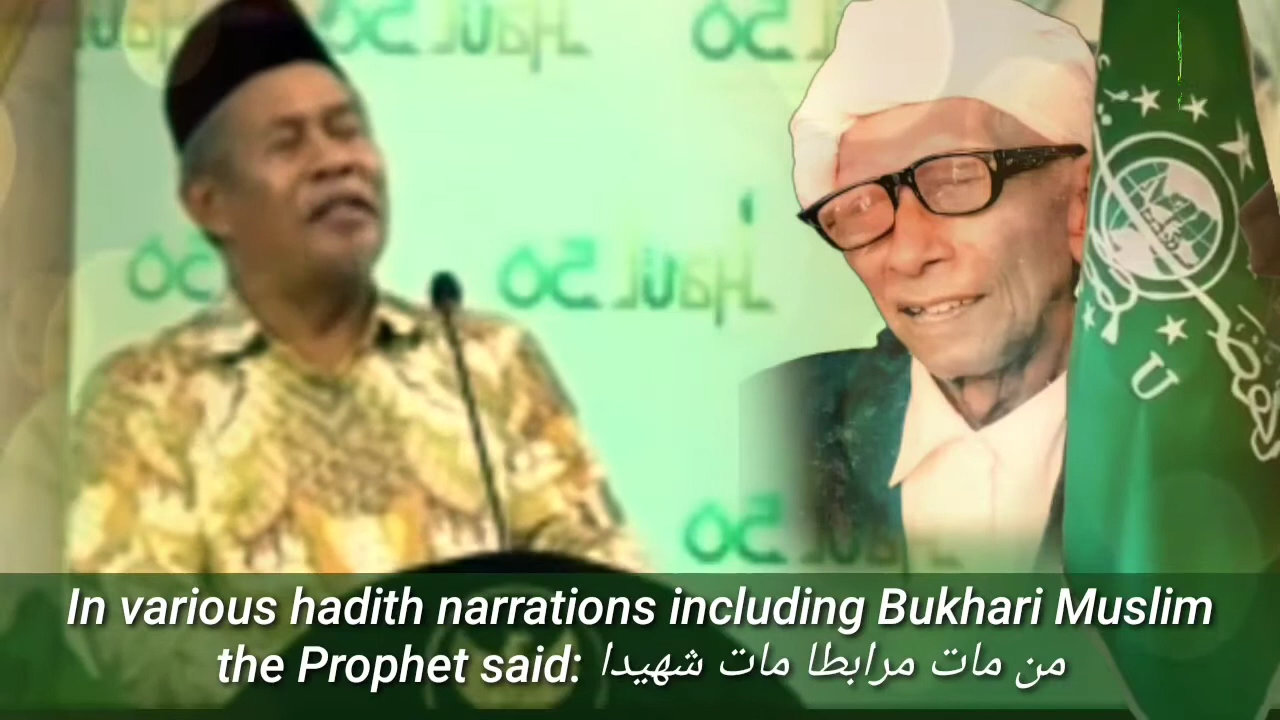 In various hadith narrations including Bukhari Muslim
the Prophet said: من مات مرابطا مات شهيدا
U